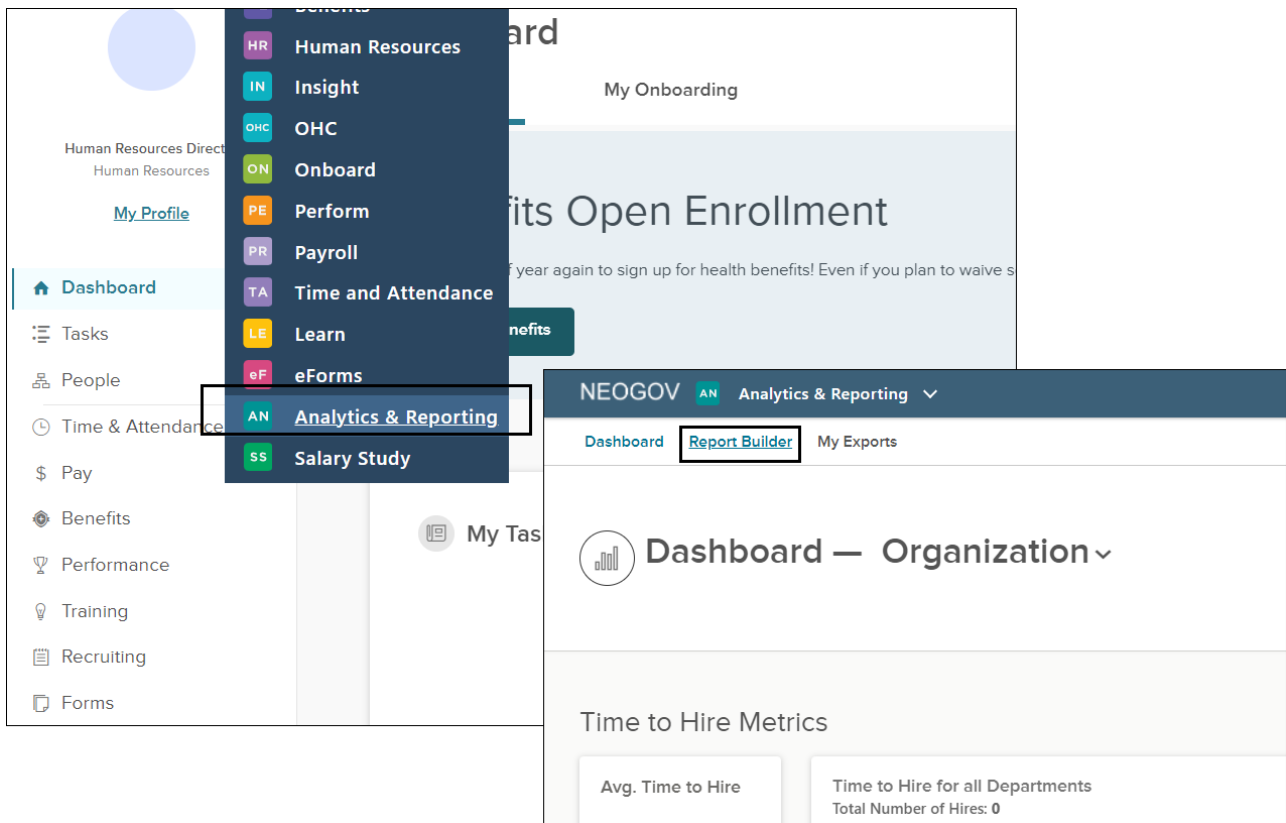 Benefits
HR Human Resources
IN Insight
OHC OHC
ON Onboard
PE Perform
PR Payroll
TA Time and Attendance
LE Learn
eF eForms
AN Analytics & Reporting
SS Salary Study
ard
My Onboarding
Human Resources Direct
Human Resources
My Profile
Dashboard
Tasks
People
Time & Attendance
$ Pay
Benefits
Performance
Training
Recruiting
Forms
fits Open Enrollment
f year again to sign up for health benefits! Even if you plan to waive s
nefits
My Tas
NEOGOV AN Analytics & Reporting
Dashboard Report Builder My Exports
Dashboard — Organization
Time to Hire Metrics
Avg. Time to Hire
Time to Hire for all Departments
Total Number of Hires: 0